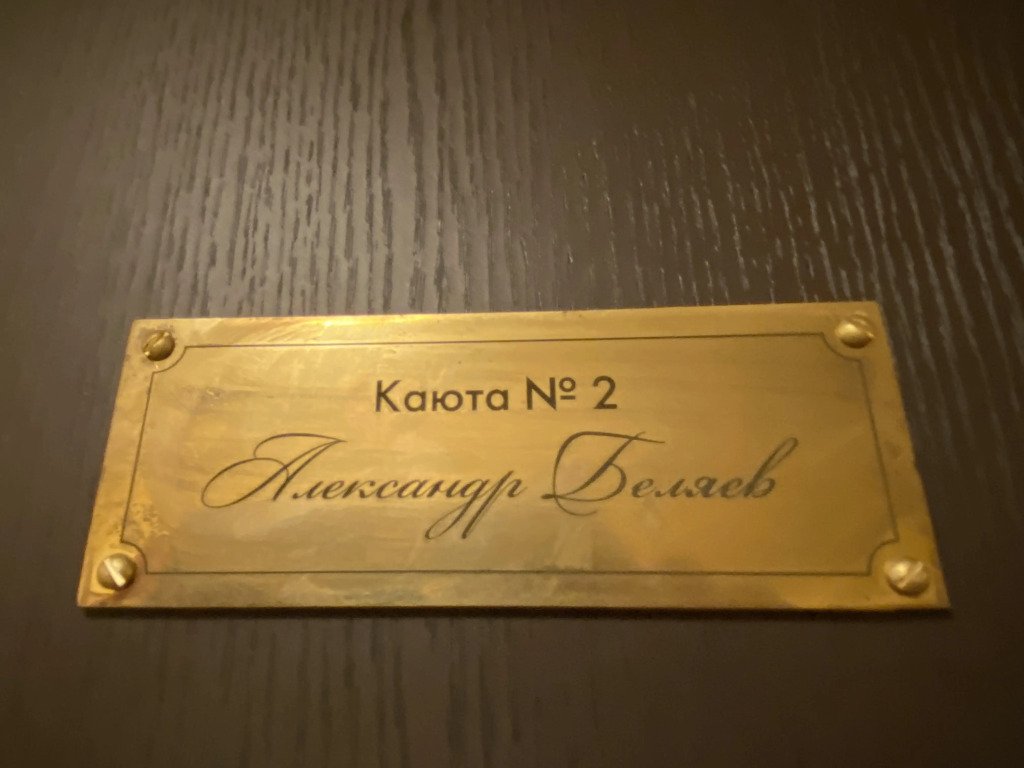 Каюта № 2
Александр Беляев